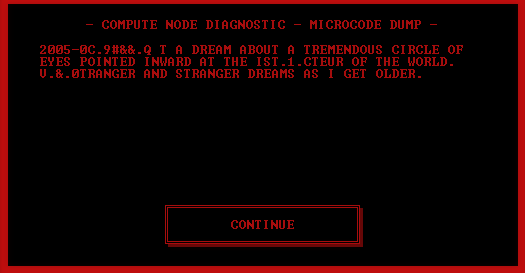 — COMPUTE NODE DIAGNOSTIC — MICROCODE DUMP —
2005-0C.9#&&.Q T A DREAM ABOUT A TREMENDOUS CIRCLE OF
EYES POINTED INWARD AT THE IST.1.CTEUR OF THE WORLD.
V.&.0TRANGER AND STRANGER DREAMS AS I GET OLDER.
CONTINUE